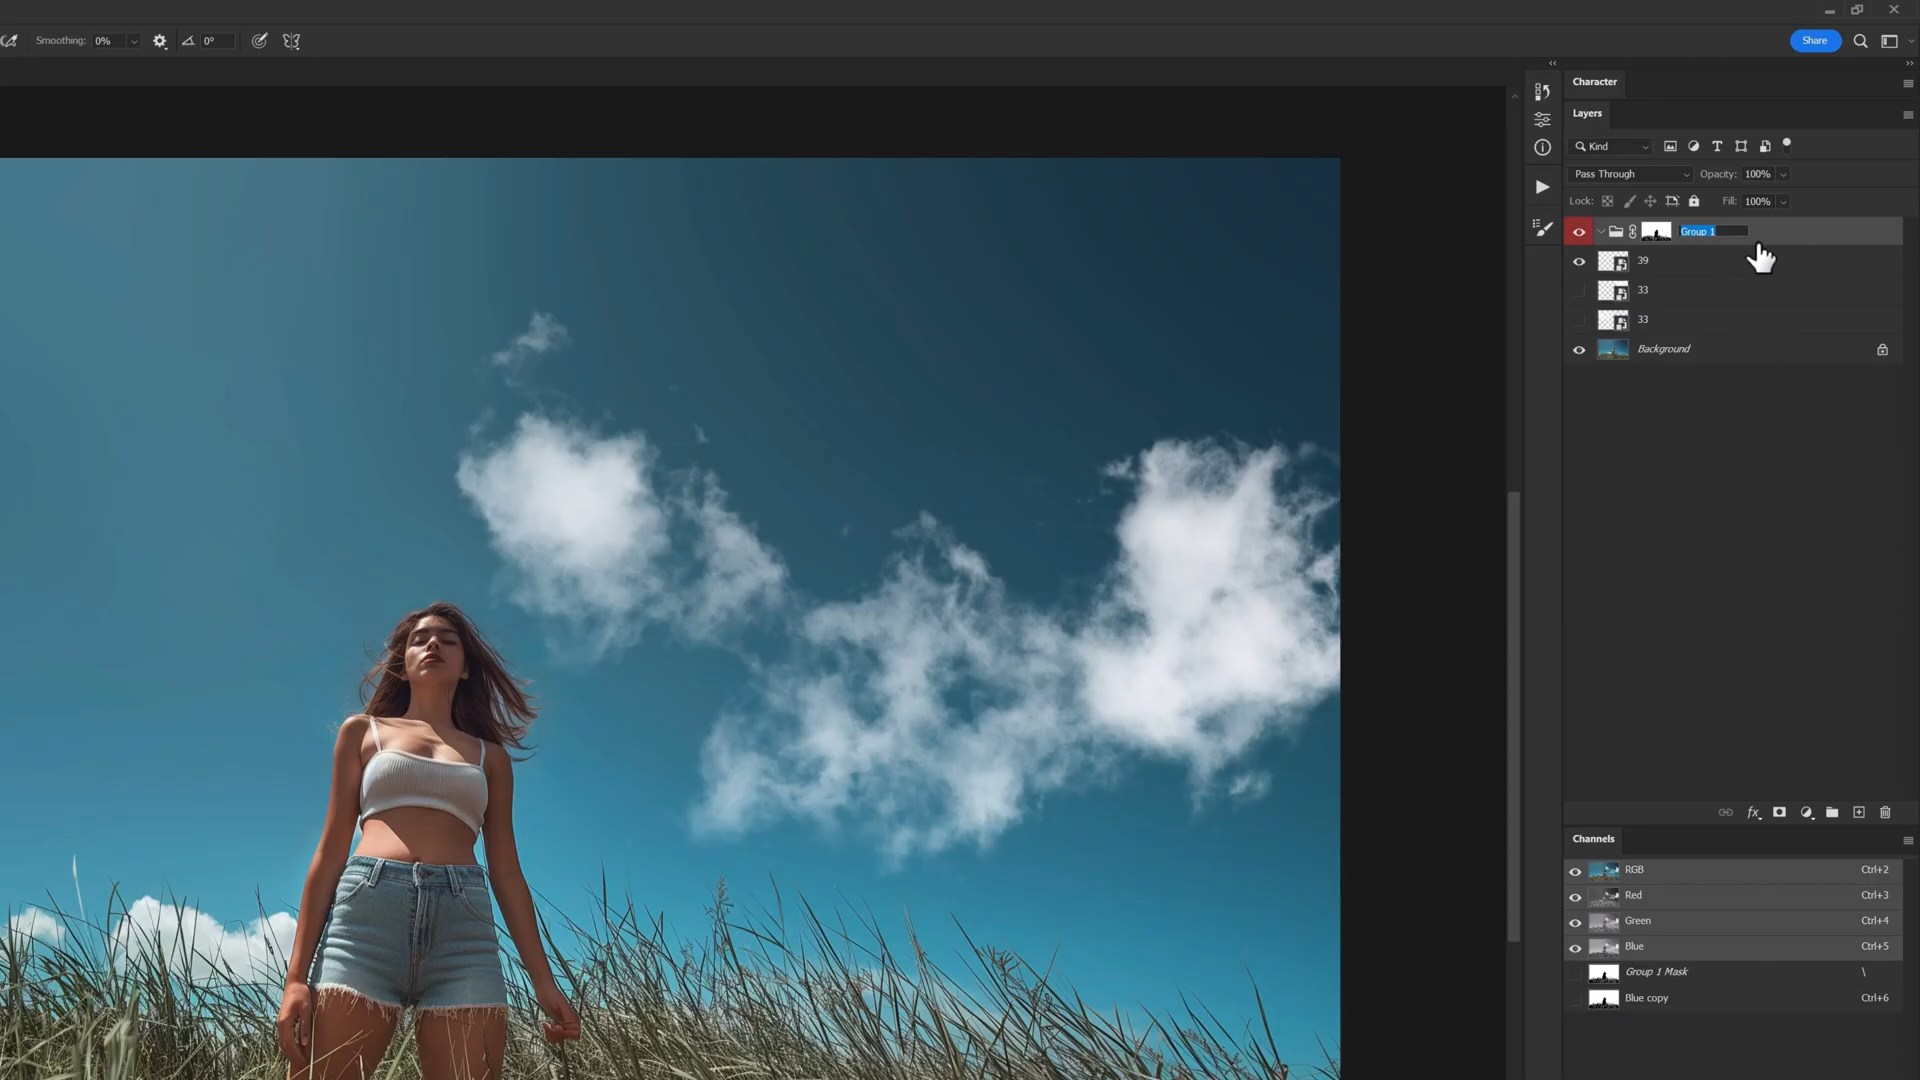 Smoothing: 0% 0° Share
Character
Layers
Kind
Pass Through Opacity: 100%
Lock: Fill: 100%
Group 1
39
33
33
Background
fx
Channels
RGB Ctrl+2
Red Ctrl+3
Green Ctrl+4
Blue Ctrl+5
Group 1 Mask \
Blue copy Ctrl+6